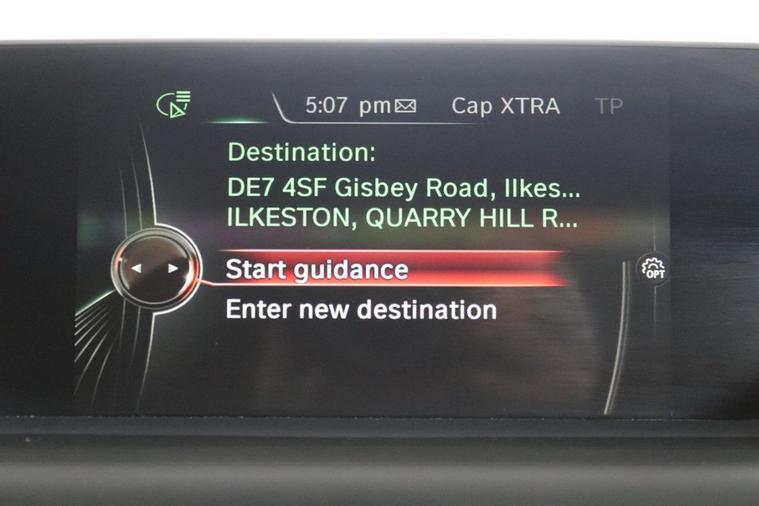 5:07 pm Cap XTRA TP
Destination:
DE7 4SF Gisbey Road, Ilkes...
ILKESTON, QUARRY HILL R...
Start guidance
OPT
Enter new destination